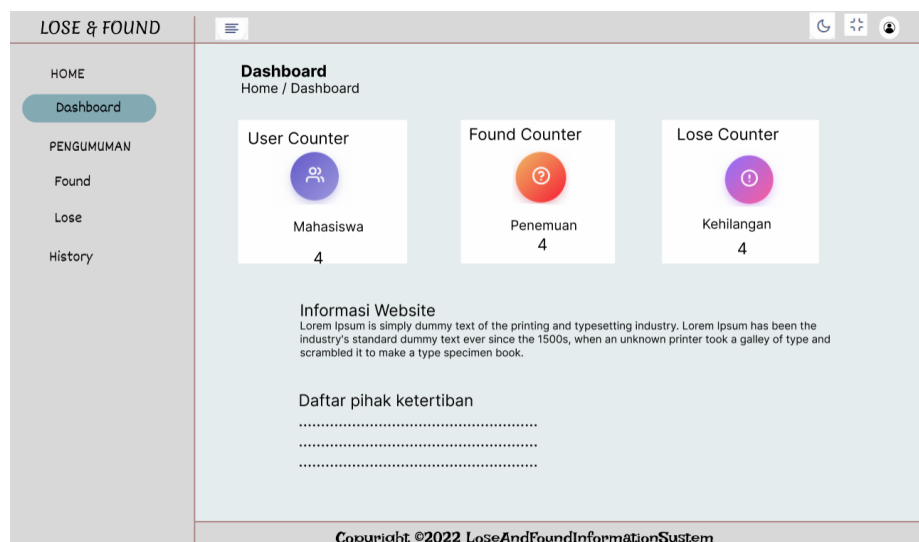 LOSE & FOUND
HOME
Dashboard
PENGUMUMAN
Found
Lose
History
Dashboard
Home / Dashboard
User Counter
Mahasiswa
4
Found Counter
Penemuan
4
Lose Counter
Kehilangan
4
Informasi Website
Lorem Ipsum is simply dummy text of the printing and typesetting industry. Lorem Ipsum has been the
industry's standard dummy text ever since the 1500s, when an unknown printer took a galley of type and
scrambled it to make a type specimen book.
Daftar pihak ketertiban
......................................................
......................................................
......................................................
Copyright ©2022 LoseAndFoundInformationSystem